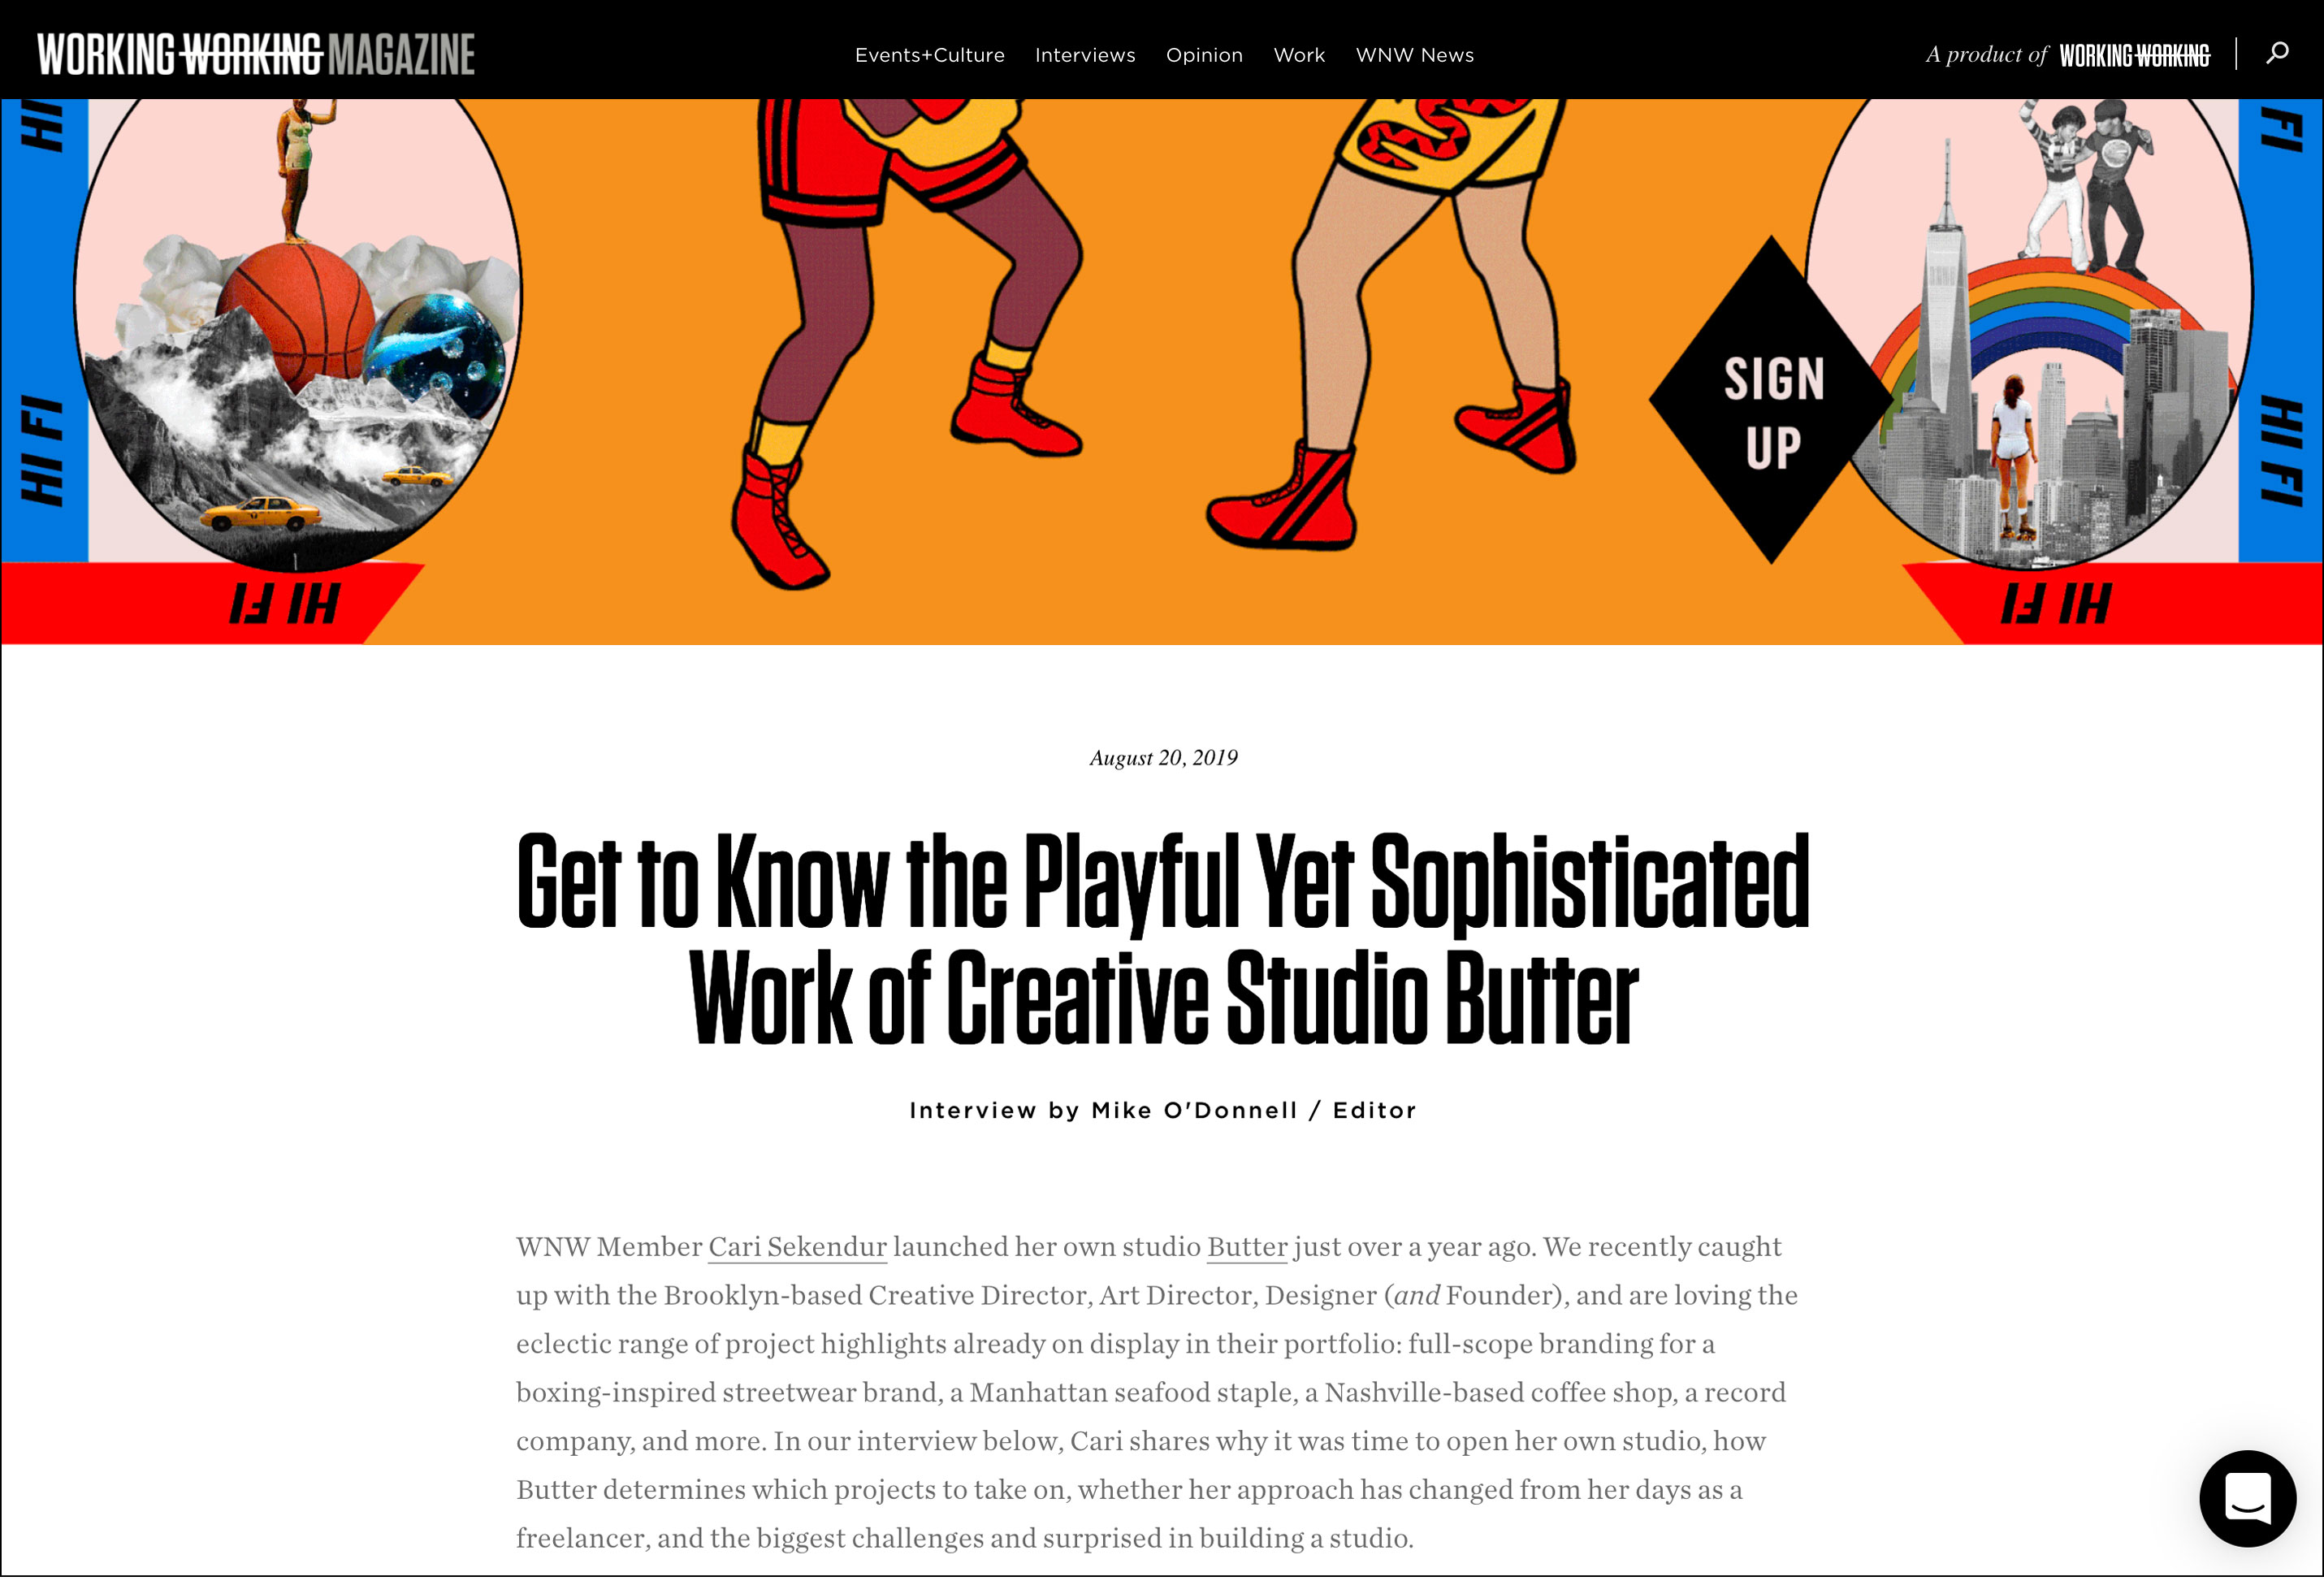 WORKING WORKING MAGAZINE
Events+Culture Interviews Opinion Work WNW News
A product of WORKING WORKING
HI
FI
HI FI
HI FI
SIGN
UP
HI FI
HI FI
August 20, 2019
Get to Know the Playful Yet Sophisticated
Work of Creative Studio Butter
Interview by Mike O'Donnell / Editor
WNW Member Cari Sekendur launched her own studio Butter just over a year ago. We recently caught
up with the Brooklyn-based Creative Director, Art Director, Designer (and Founder), and are loving the
eclectic range of project highlights already on display in their portfolio: full-scope branding for a
boxing-inspired streetwear brand, a Manhattan seafood staple, a Nashville-based coffee shop, a record
company, and more. In our interview below, Cari shares why it was time to open her own studio, how
Butter determines which projects to take on, whether her approach has changed from her days as a
freelancer, and the biggest challenges and surprised in building a studio.